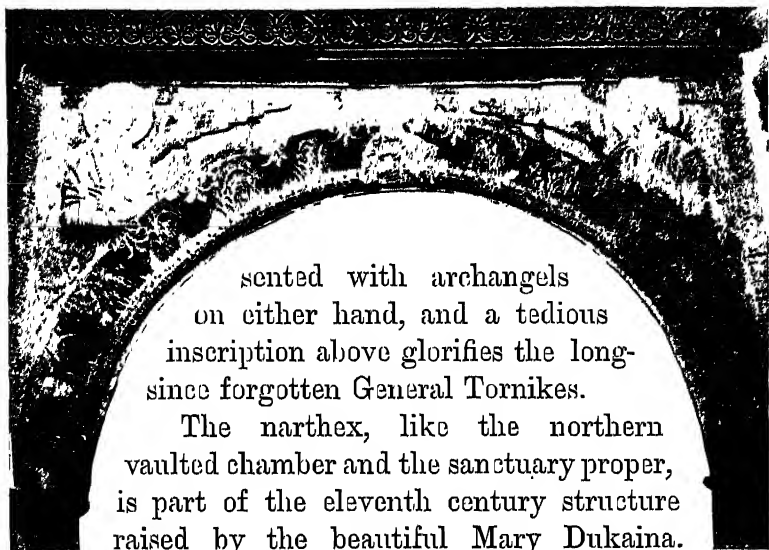 sented with archangels
on either hand, and a tedious
inscription above glorifies the long-
since forgotten General Tornikes.
The narthex, like the northern
vaulted chamber and the sanctuary proper,
is part of the eleventh century structure
raised by the beautiful Mary Dukaina.